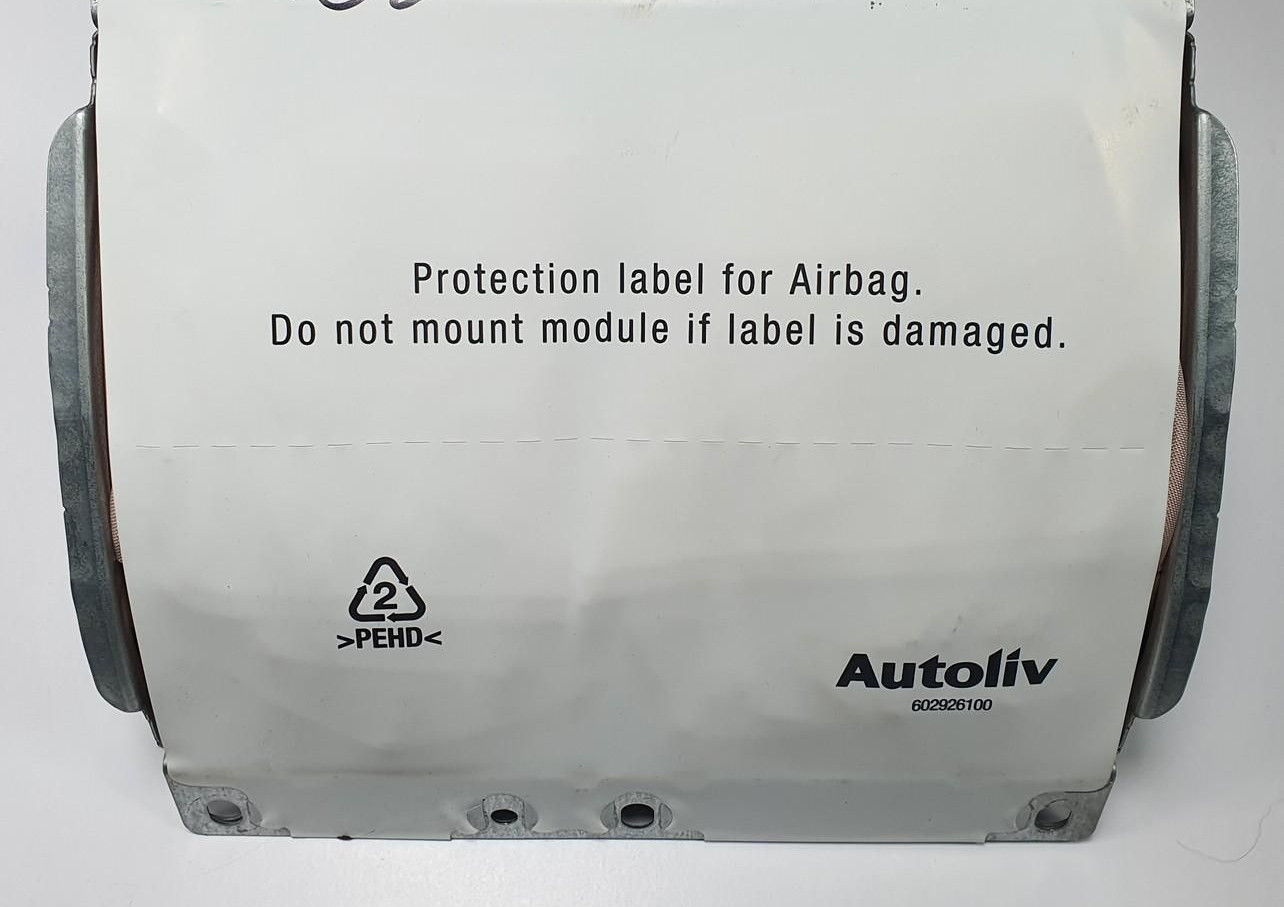 Protection label for Airbag.
Do not mount module if label is damaged.
2
>PEHD<
Autoliv
602926100